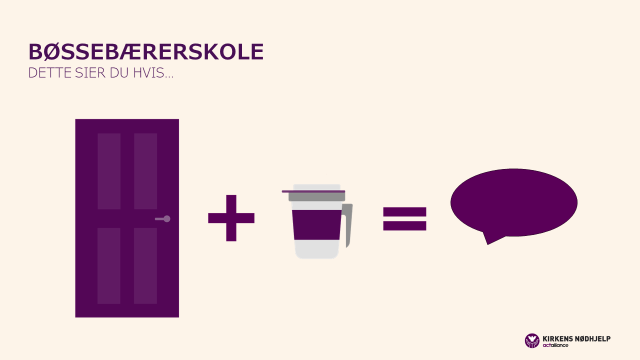 BØSSEBÆRERSKOLE
DETTE SIER DU HVIS...
KIRKENS NØDHJELP
actalliance